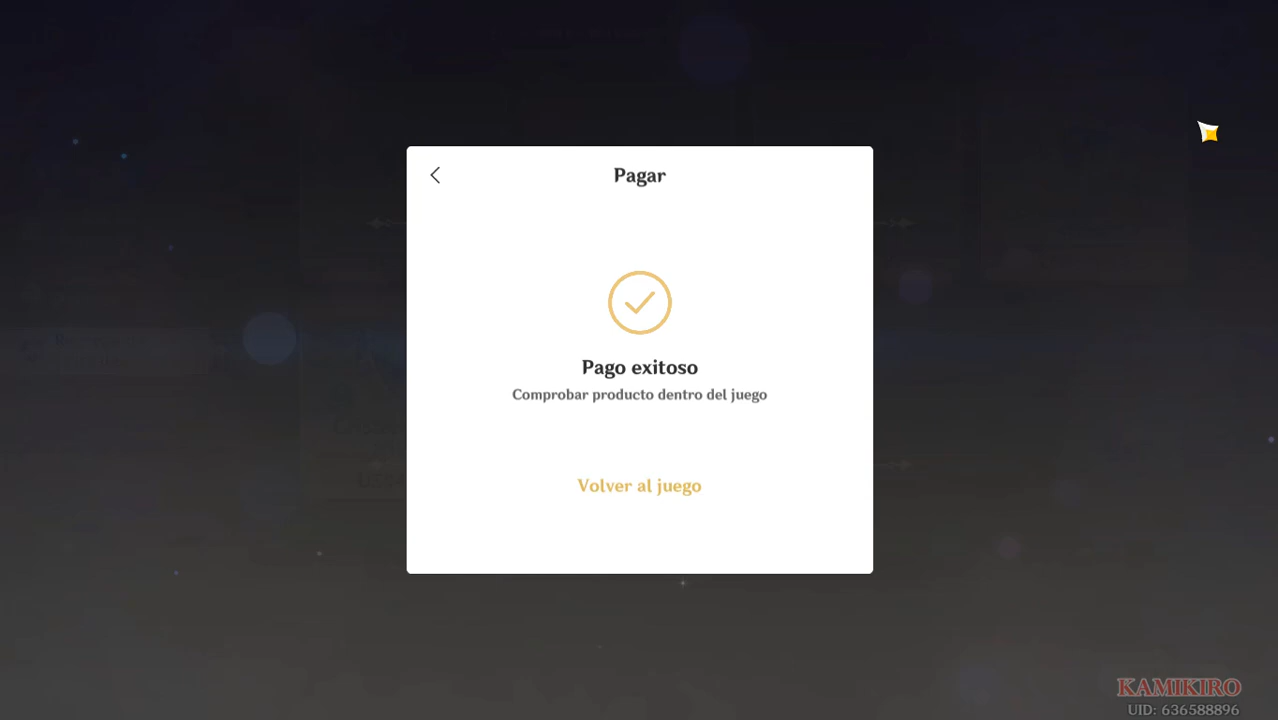 Pagar
Pago exitoso
Comprobar producto dentro del juego
Volver al juego
KAMIKIRO
UID: 636588896